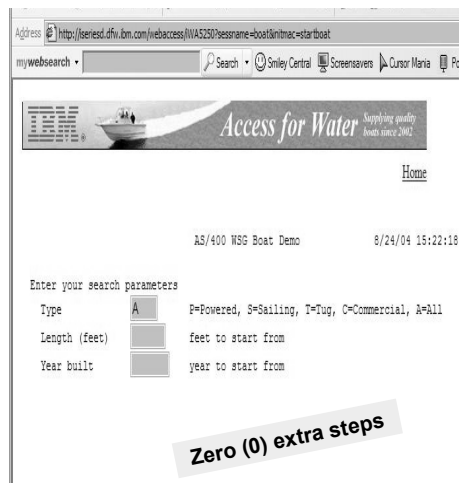 Address http://iseriesd.dfw.ibm.com/webaccess/iWA5250?sessname=boat&initmac=startboat
mywebsearch Search Smiley Central Screensavers Cursor Mania
IBM Access for Water Supplying quality boats since 2002
Home
AS/400 WSG Boat Demo 8/24/04 15:22:18
Enter your search parameters
Type A P=Powered, S=Sailing, T=Tug, C=Commercial, A=All
Length (feet) feet to start from
Year built year to start from
Zero (0) extra steps